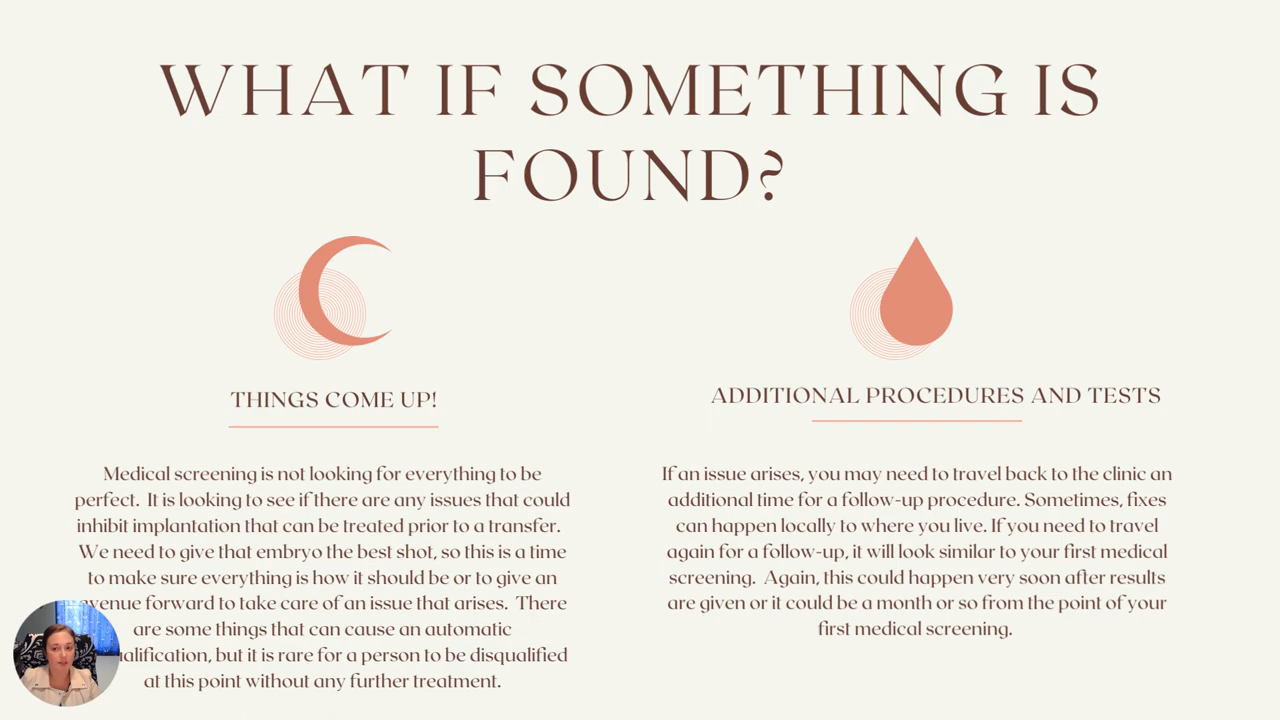 WHAT IF SOMETHING IS
FOUND?
THINGS COME UP!
Medical screening is not looking for everything to be
perfect. It is looking to see if there are any issues that could
inhibit implantation that can be treated prior to a transfer.
We need to give that embryo the best shot, so this is a time
to make sure everything is how it should be or to give an
avenue forward to take care of an issue that arises. There
are some things that can cause an automatic
alification, but it is rare for a person to be disqualified
at this point without any further treatment.
ADDITIONAL PROCEDURES AND TESTS
If an issue arises, you may need to travel back to the clinic an
additional time for a follow-up procedure. Sometimes, fixes
can happen locally to where you live. If you need to travel
again for a follow-up, it will look similar to your first medical
screening. Again, this could happen very soon after results
are given or it could be a month or so from the point of your
first medical screening.